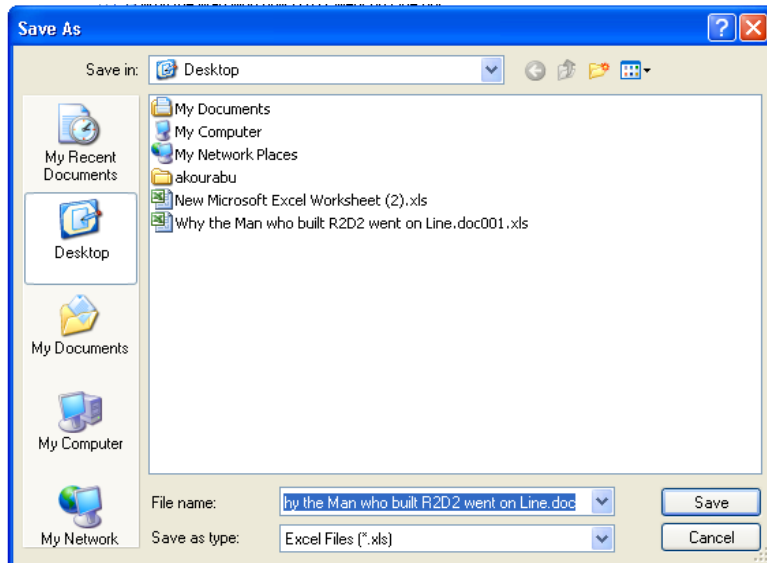 Save As
Save in:
Desktop
My Recent
Documents
Desktop
My Documents
My Computer
My Network
My Documents
My Computer
My Network Places
akourabu
New Microsoft Excel Worksheet (2).xls
Why the Man who built R2D2 went on Line.doc001.xls
File name:
hy the Man who built R2D2 went on Line.doc
Save
Save as type:
Excel Files (*.xls)
Cancel